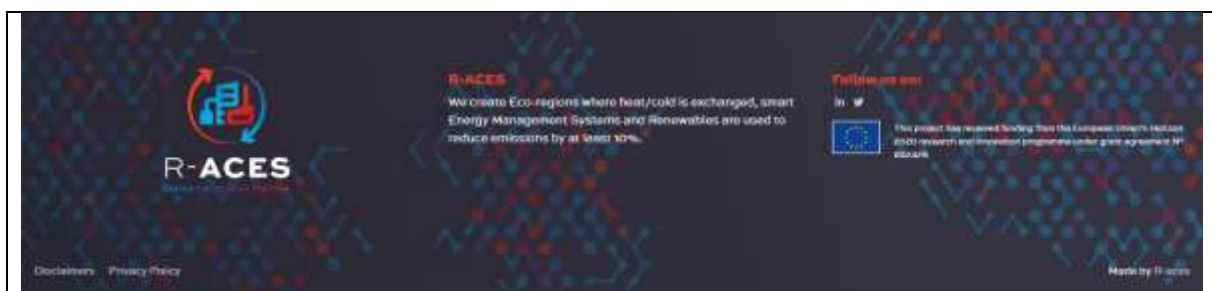 R-ACES
R-ACES
We create Eco-regions where heat/cold is exchanged, smart
Energy Management Systems and Renewables are used to
reduce emissions by at least 10%.
Follow us on:
in
This project has received funding from the European Union's Horizon
2020 research and innovation programme under grant agreement N°
Disclaimers Privacy Policy
Made by R-aces